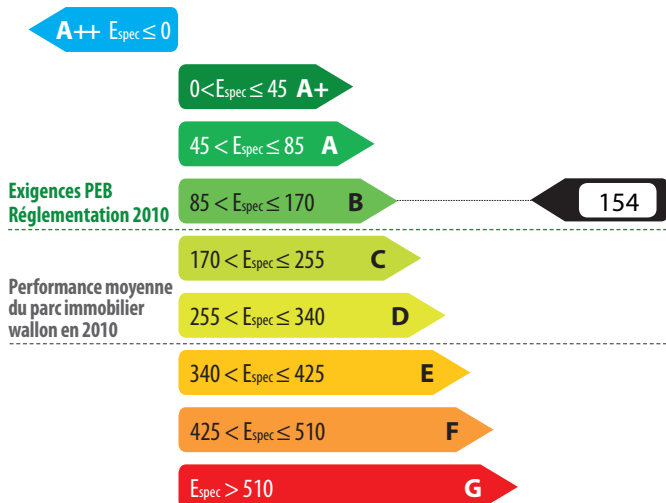 A++ Espec ≤ 0
0 < Espec ≤ 45 A+
45 < Espec ≤ 85 A
Exigences PEB
Réglementation 2010
85 < Espec ≤ 170 B
154
170 < Espec ≤ 255 C
Performance moyenne
du parc immobilier
wallon en 2010
255 < Espec ≤ 340 D
340 < Espec ≤ 425 E
425 < Espec ≤ 510 F
Espec > 510 G